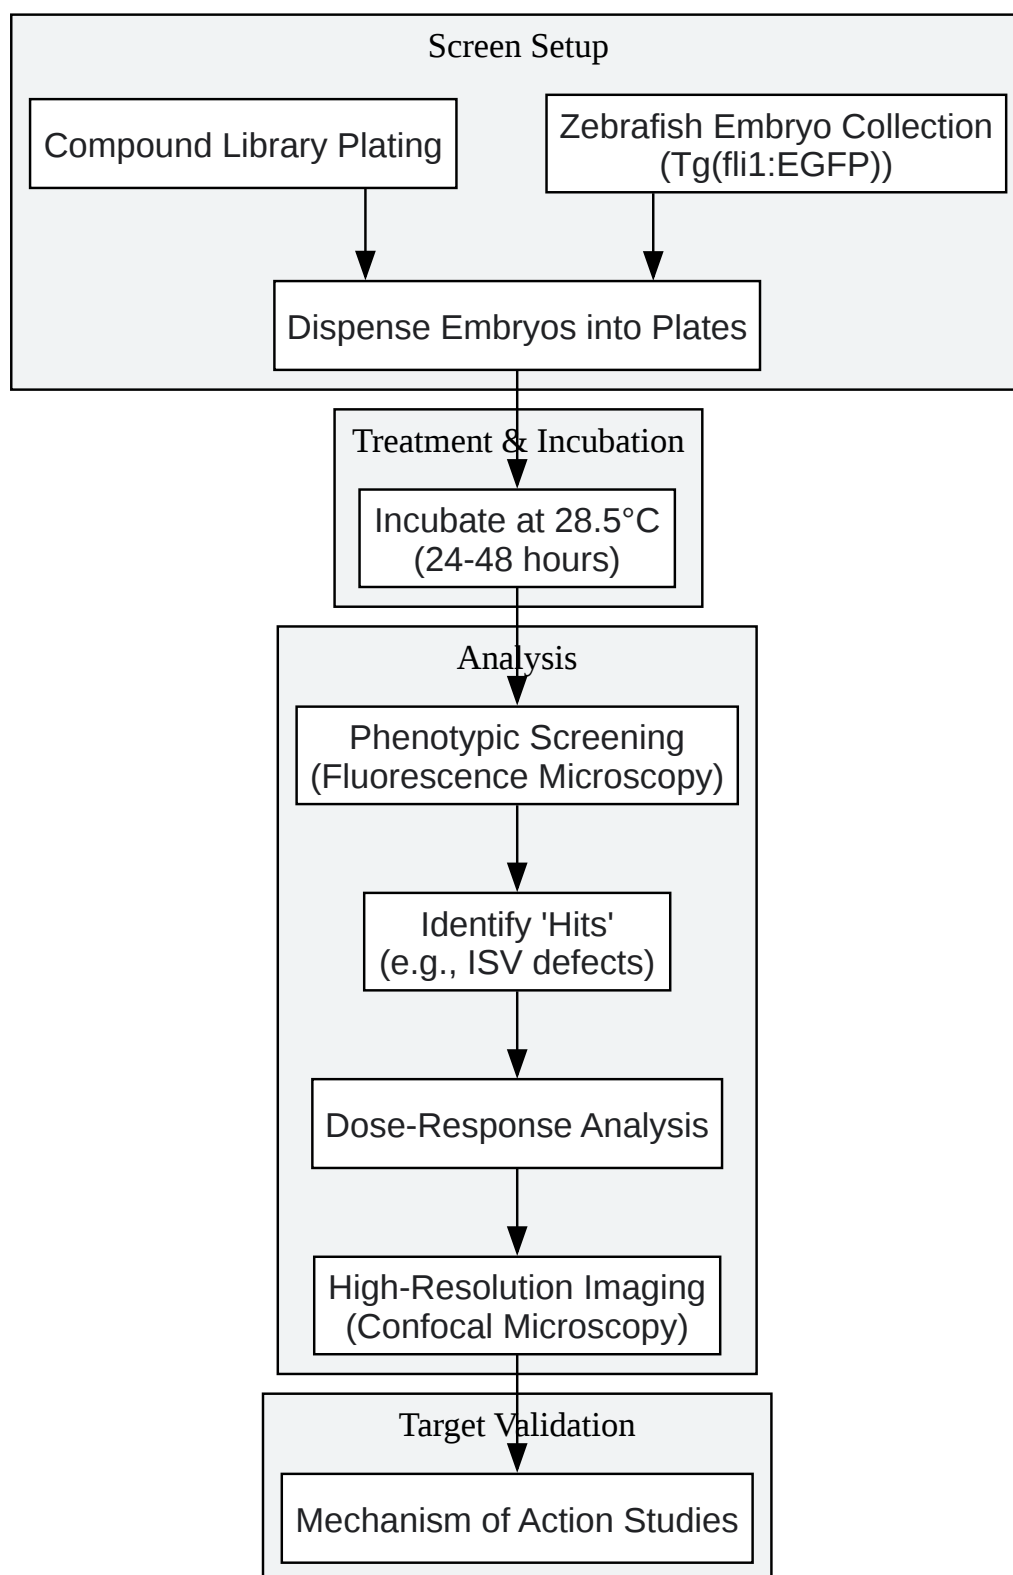 Screen Setup
Compound Library Plating
Zebrafish Embryo Collection
(Tg(fli1:EGFP))
Dispense Embryos into Plates
Treatment & Incubation
Incubate at 28.5°C
(24-48 hours)
Analysis
Phenotypic Screening
(Fluorescence Microscopy)
Identify 'Hits'
(e.g., ISV defects)
Dose-Response Analysis
High-Resolution Imaging
(Confocal Microscopy)
Target Validation
Mechanism of Action Studies